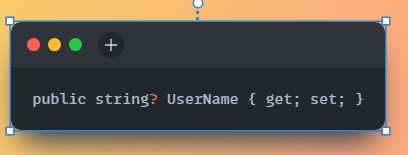 public string? UserName { get; set; }